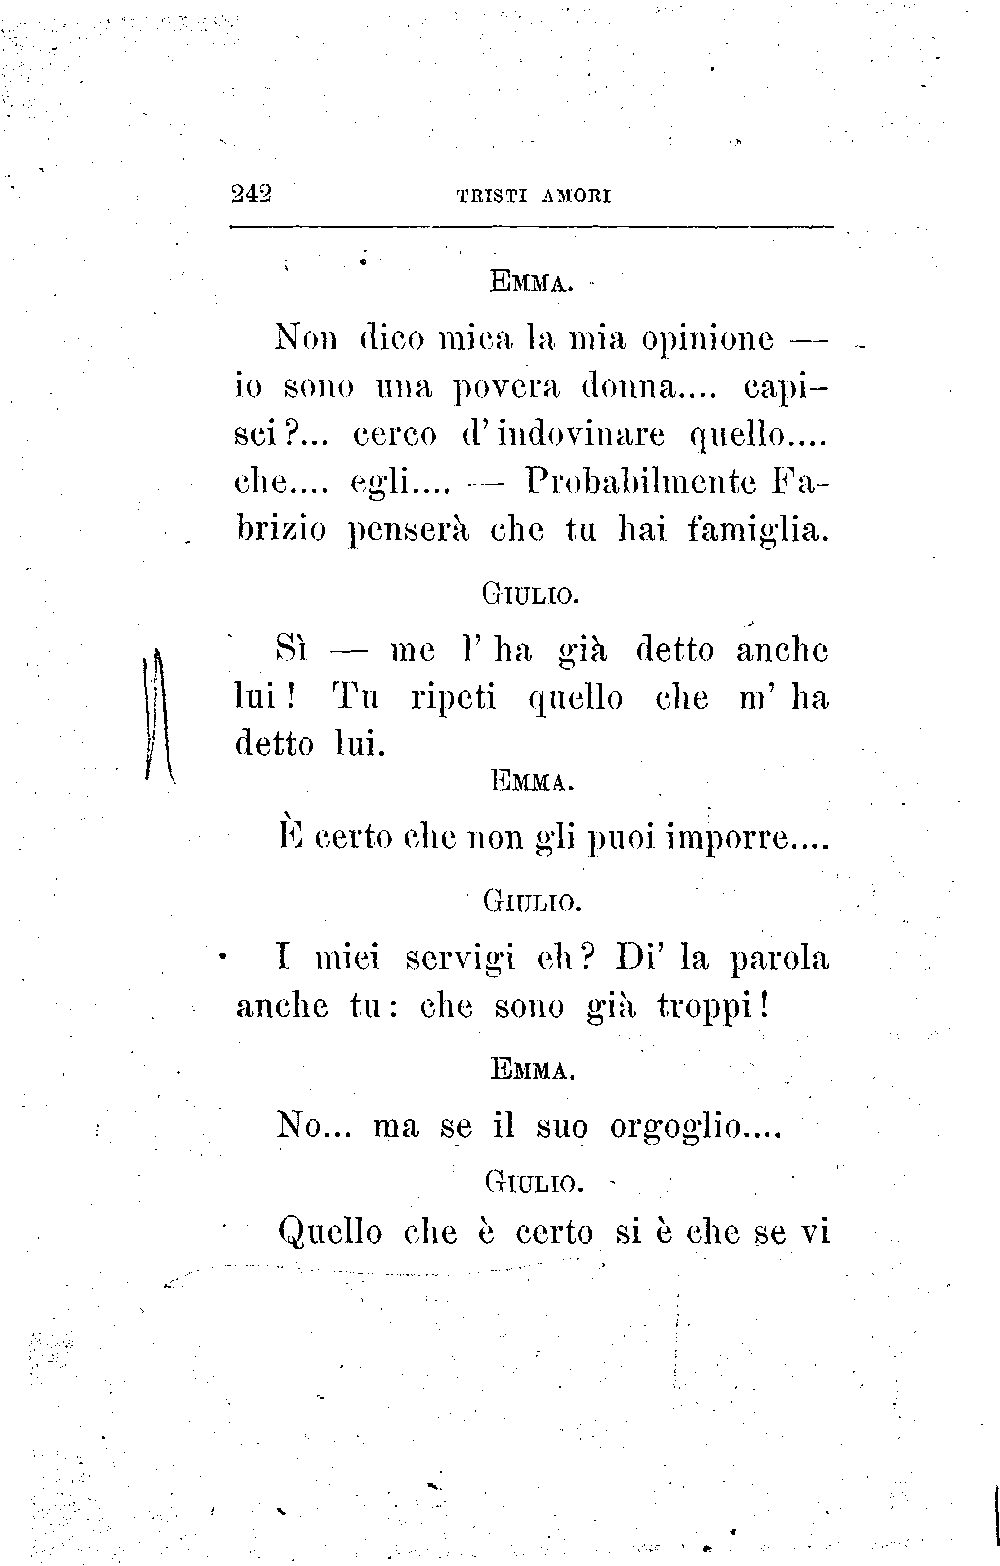 242 TRISTI AMORI
EMMA.
Non dico mica la mia opinione —
io sono una povera donna.... capi-
sci?... cerco d' indovinare quello....
che.... egli.... — Probabilmente Fa-
brizio penserà che tu hai famiglia.
GIULIO.
Sì — me l' ha già detto anche
lui! Tu ripeti quello che m' ha
detto lui.
EMMA.
È certo che non gli puoi imporre....
GIULIO.
I miei servigi eh? Di' la parola
anche tu: che sono già troppi!
EMMA.
No... ma se il suo orgoglio....
GIULIO.
Quello che è certo si è che se vi